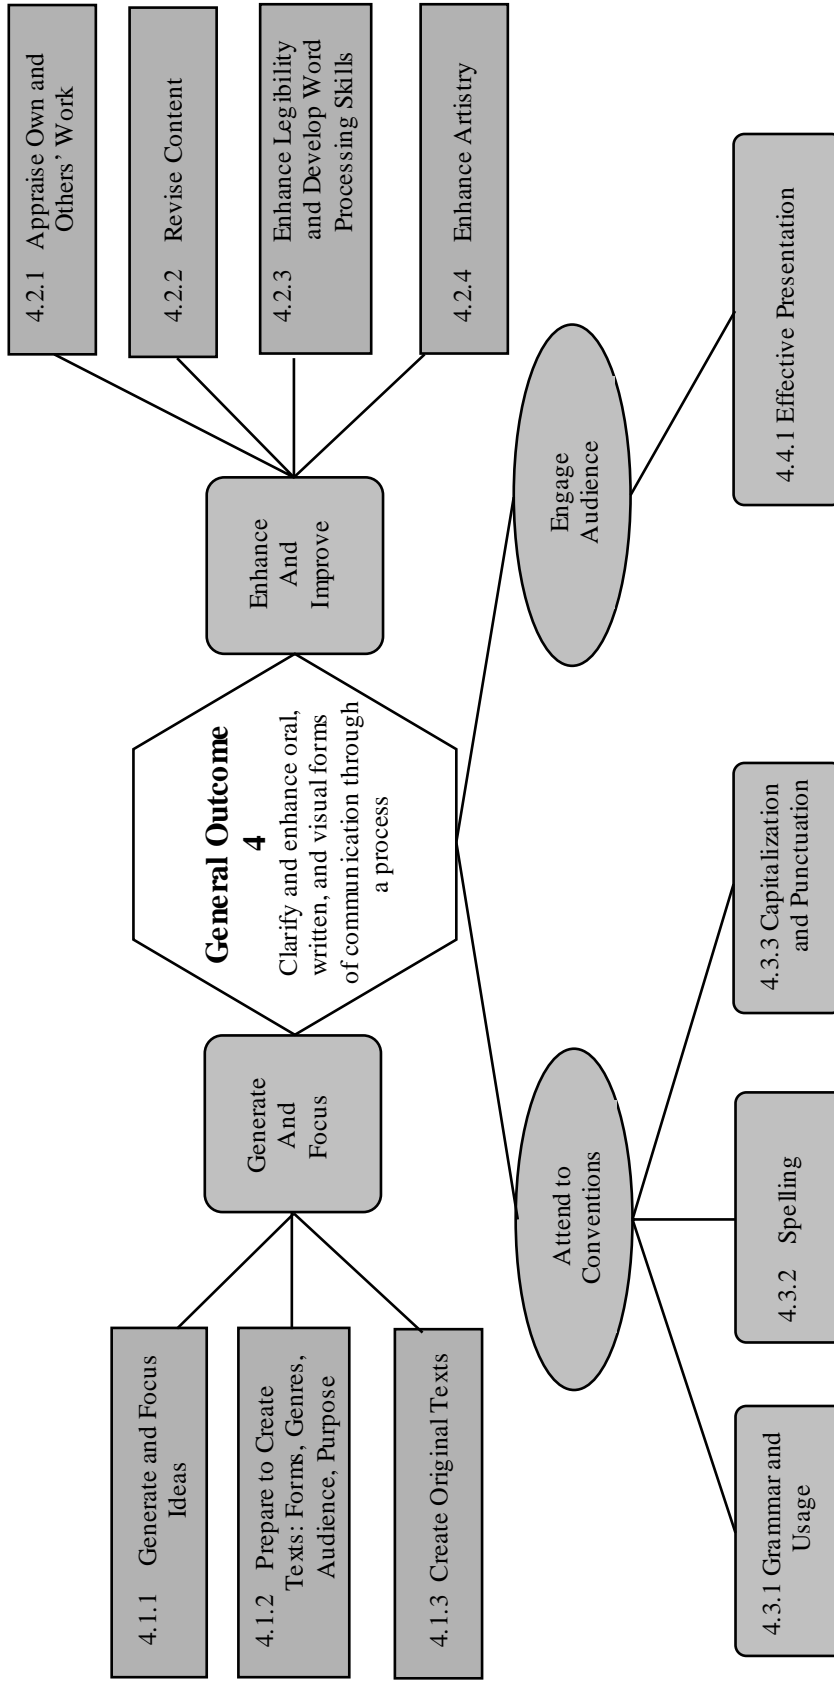 General Outcome
4
Clarify and enhance oral,
written, and visual forms
of communication through
a process
Generate
And
Focus
4.1.1 Generate and Focus
Ideas
4.1.2 Prepare to Create
Texts: Forms, Genres,
Audience, Purpose
4.1.3 Create Original Texts
Enhance
And
Improve
4.2.1 Appraise Own and
Others' Work
4.2.2 Revise Content
4.2.3 Enhance Legibility
and Develop Word
Processing Skills
4.2.4 Enhance Artistry
Attend to
Conventions
4.3.1 Grammar and
Usage
4.3.2 Spelling
4.3.3 Capitalization
and Punctuation
Engage
Audience
4.4.1 Effective Presentation